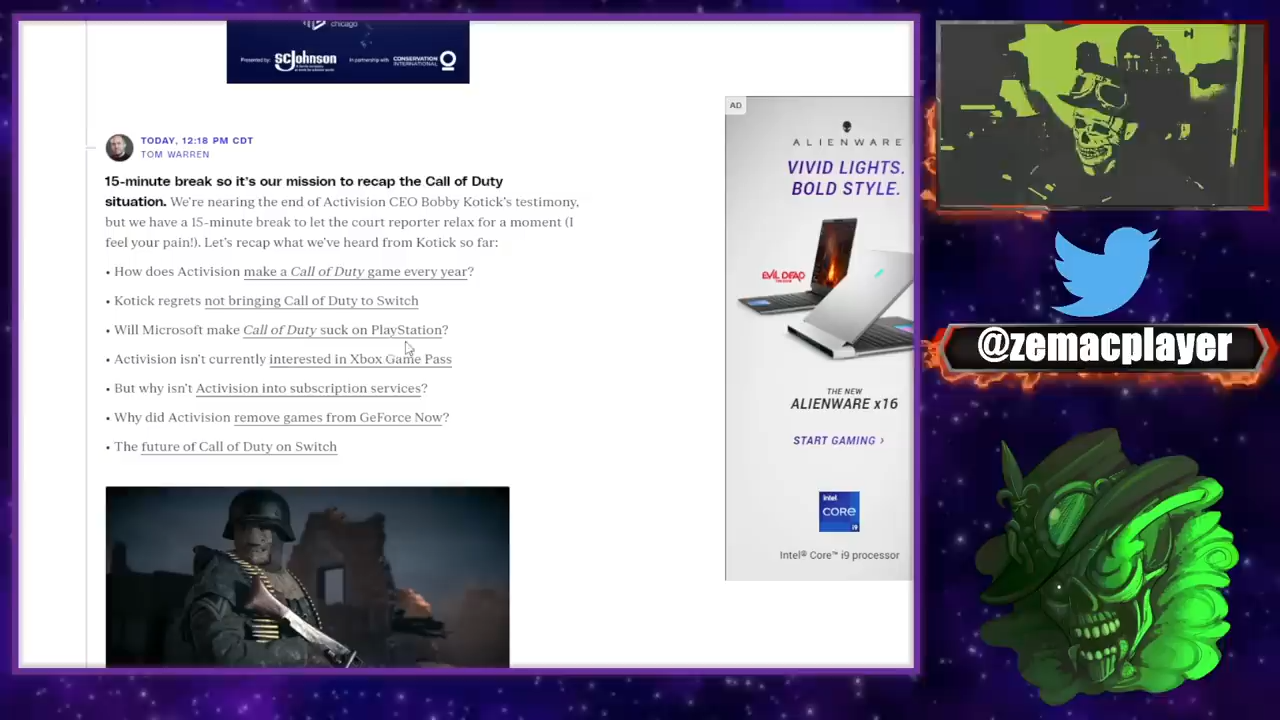 chicago
Presented by: SC Johnson
In partnership with CONSERVATION INTERNATIONAL
TODAY, 12:18 PM CDT
TOM WARREN
15-minute break so it's our mission to recap the Call of Duty
situation. We're nearing the end of Activision CEO Bobby Kotick's testimony,
but we have a 15-minute break to let the court reporter relax for a moment (I
feel your pain!). Let's recap what we've heard from Kotick so far:
• How does Activision make a Call of Duty game every year?
• Kotick regrets not bringing Call of Duty to Switch
• Will Microsoft make Call of Duty suck on PlayStation?
• Activision isn't currently interested in Xbox Game Pass
• But why isn't Activision into subscription services?
• Why did Activision remove games from GeForce Now?
• The future of Call of Duty on Switch
AD
ALIENWARE
VIVID LIGHTS.
BOLD STYLE.
EVIL DEAD
THE NEW
ALIENWARE x16
START GAMING ›
intel
CORE
i9
Intel® Core™ i9 processor
@zemacplayer